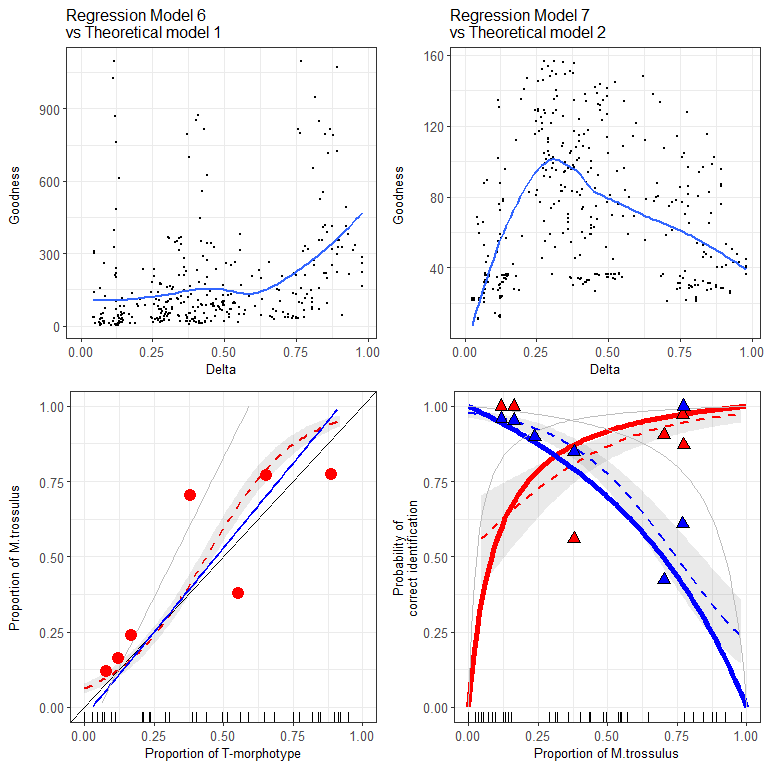 Regression Model 6
vs Theoretical model 1
Goodness
900
600
300
0
0.00 0.25 0.50 0.75 1.00
Delta
Regression Model 7
vs Theoretical model 2
Goodness
160
120
80
40
0.00 0.25 0.50 0.75 1.00
Delta
Proportion of M.trossulus
1.00
0.75
0.50
0.25
0.00
0.00 0.25 0.50 0.75 1.00
Proportion of T-morphotype
Probability of
correct identification
1.00
0.75
0.50
0.25
0.00
0.00 0.25 0.50 0.75 1.00
Proportion of M.trossulus